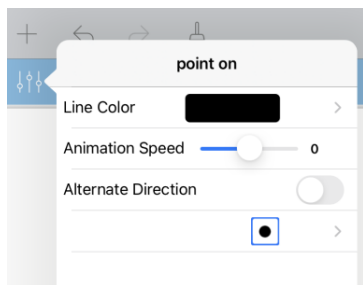 point on
Line Color
Animation Speed 0
Alternate Direction